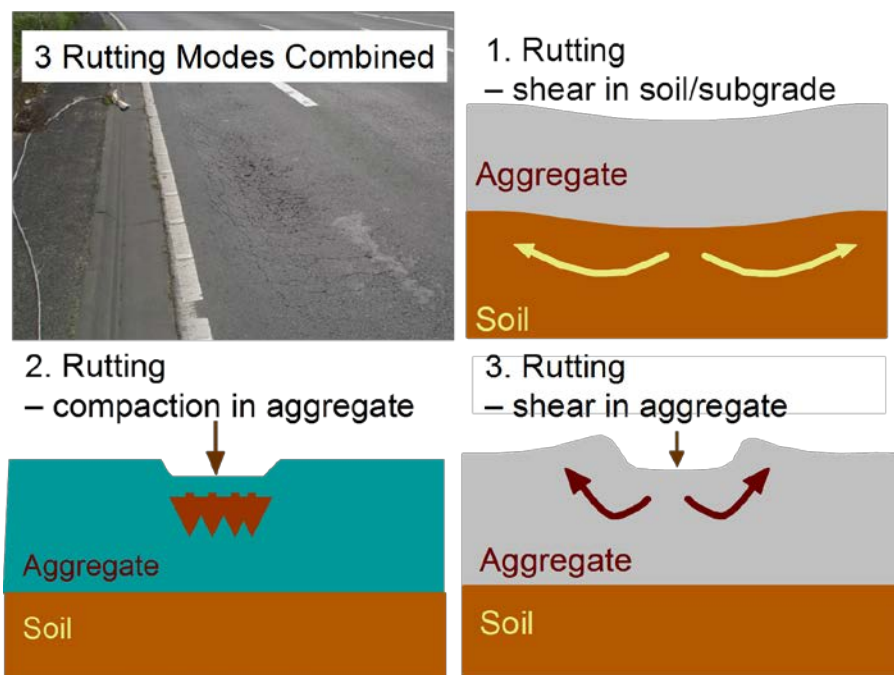 3 Rutting Modes Combined
1. Rutting
– shear in soil/subgrade
Aggregate
Soil
2. Rutting
– compaction in aggregate
Aggregate
Soil
3. Rutting
– shear in aggregate
Aggregate
Soil